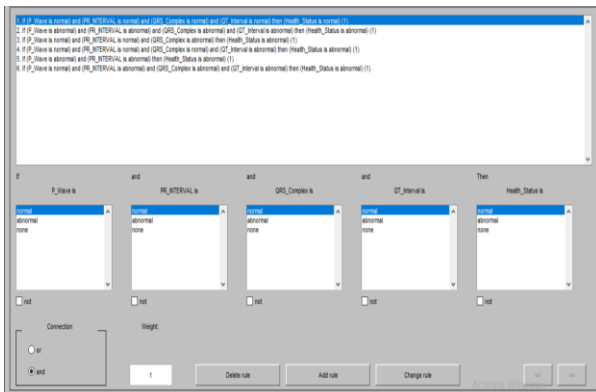 1. If (P_Wave is normal) and (PR_INTERVAL is normal) and (QRS_Complex is normal) and (QT_Interval is normal) then (Health_Status is normal) (1)
2. If (P_Wave is abnormal) and (PR_INTERVAL is abnormal) and (QRS_Complex is abnormal) and (QT_Interval is abnormal) then (Health_Status is abnormal) (1)
3. If (P_Wave is normal) and (PR_INTERVAL is normal) and (QRS_Complex is abnormal) then (Health_Status is normal) (1)
4. If (P_Wave is normal) and (PR_INTERVAL is normal) and (QRS_Complex is normal) and (QT_Interval is abnormal) then (Health_Status is abnormal) (1)
5. If (P_Wave is abnormal) and (PR_INTERVAL is abnormal) then (Health_Status is abnormal) (1)
6. If (P_Wave is normal) and (PR_INTERVAL is abnormal) and (QRS_Complex is abnormal) and (QT_Interval is abnormal) then (Health_Status is abnormal) (1)
If and and and Then
P_Wave is PR_INTERVAL is QRS_Complex is QT_Interval is Health_Status is
normal normal normal normal normal
abnormal abnormal abnormal abnormal abnormal
none none none none none
not not not not not
Connection Weight:
or
and 1 Delete rule Add rule Change rule << >>
Activate Windows